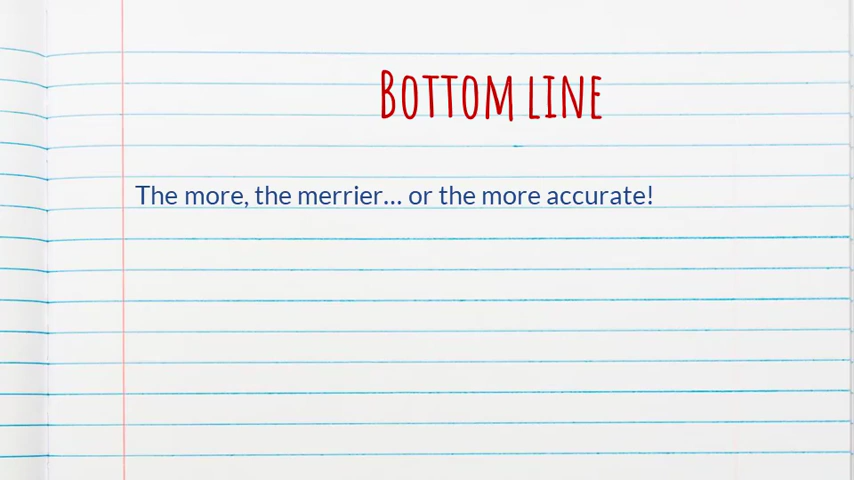 Bottom line
The more, the merrier... or the more accurate!